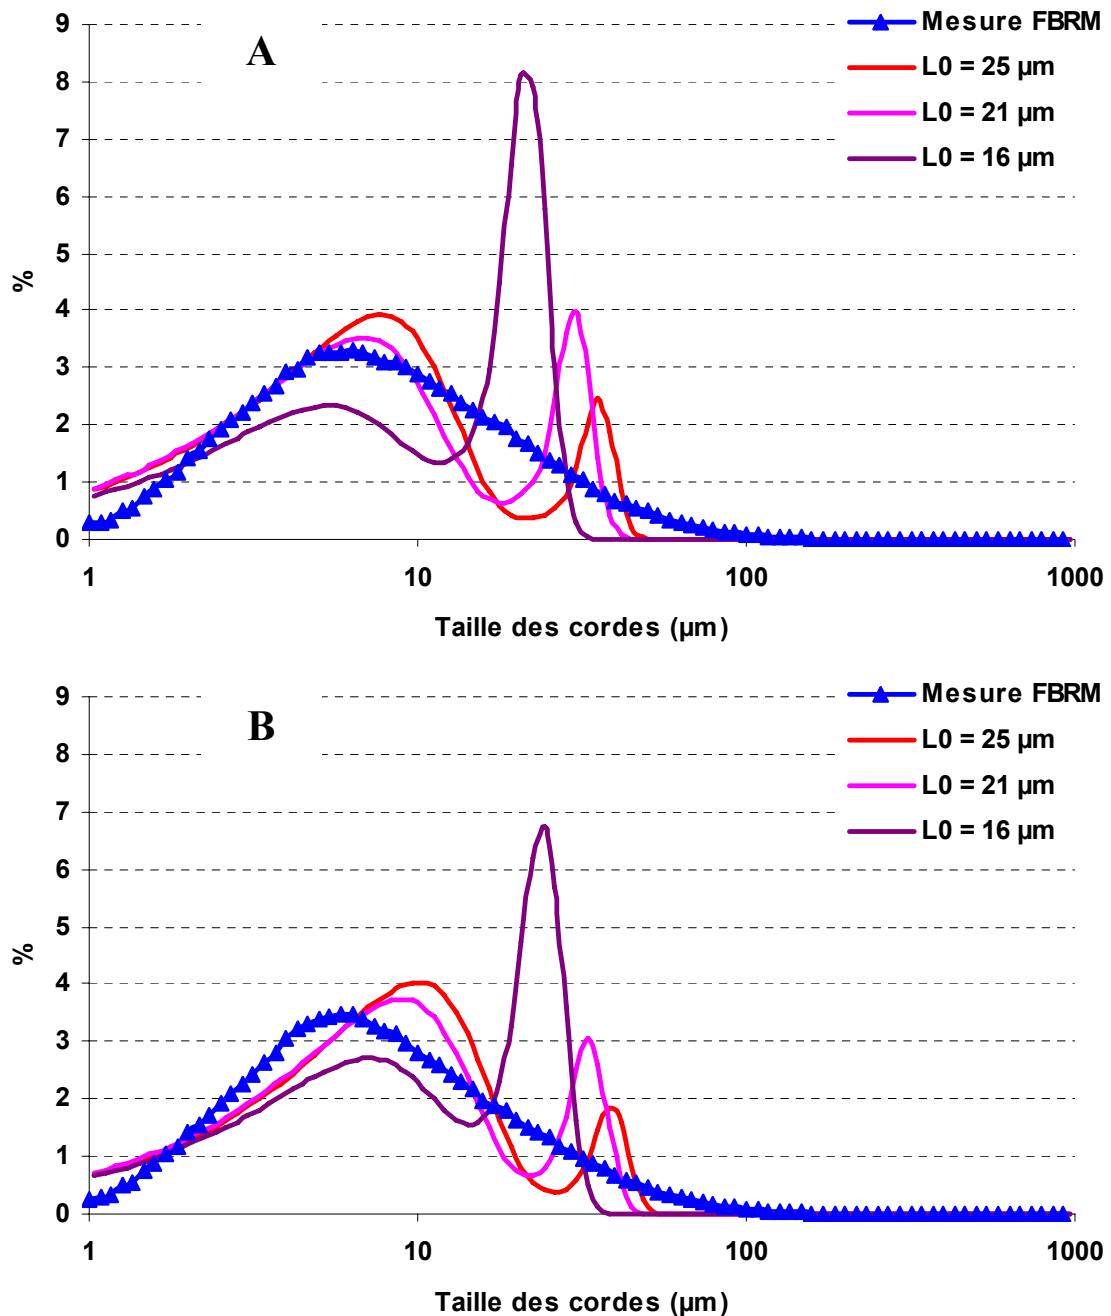 A
Mesure FBRM
L0 = 25 µm
L0 = 21 µm
L0 = 16 µm
9
8
7
6
5
4
3
2
1
0
%
1 10 100 1000
Taille des cordes (µm)
B
Mesure FBRM
L0 = 25 µm
L0 = 21 µm
L0 = 16 µm
9
8
7
6
5
4
3
2
1
0
%
1 10 100 1000
Taille des cordes (µm)